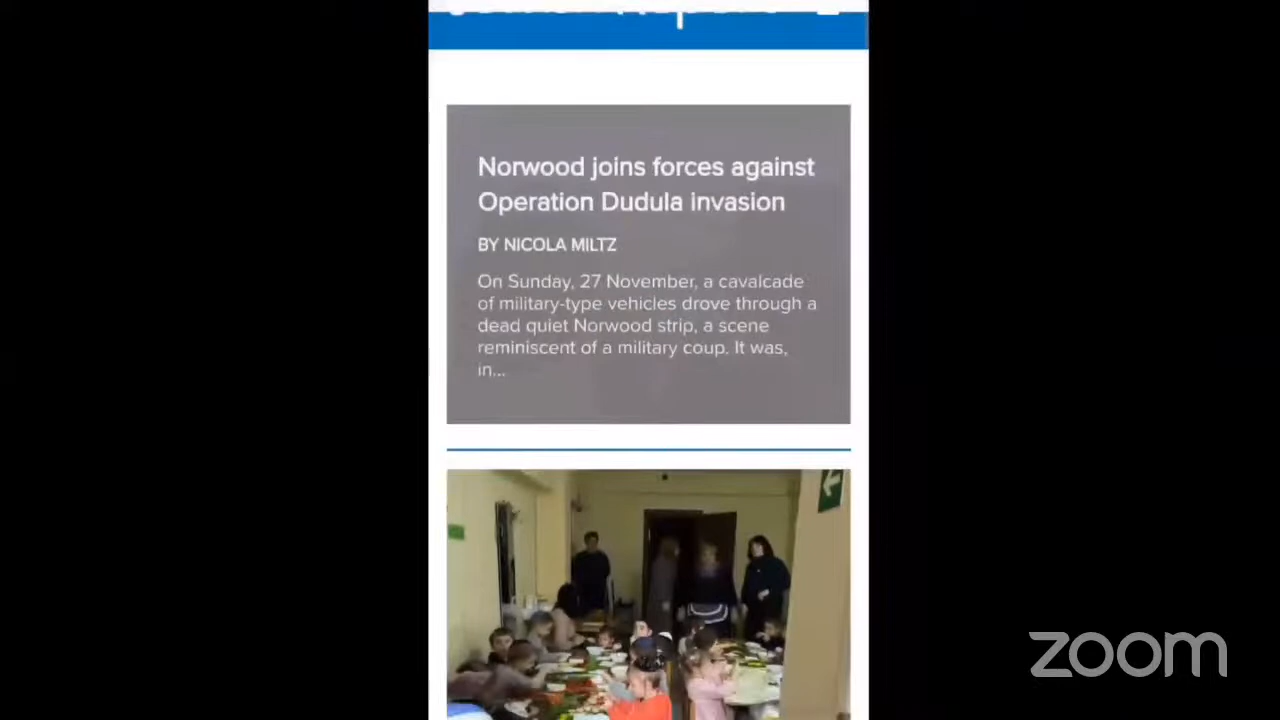 Norwood joins forces against
Operation Dudula invasion
BY NICOLA MILTZ
On Sunday, 27 November, a cavalcade
of military-type vehicles drove through a
dead quiet Norwood strip, a scene
reminiscent of a military coup. It was,
in...
zoom